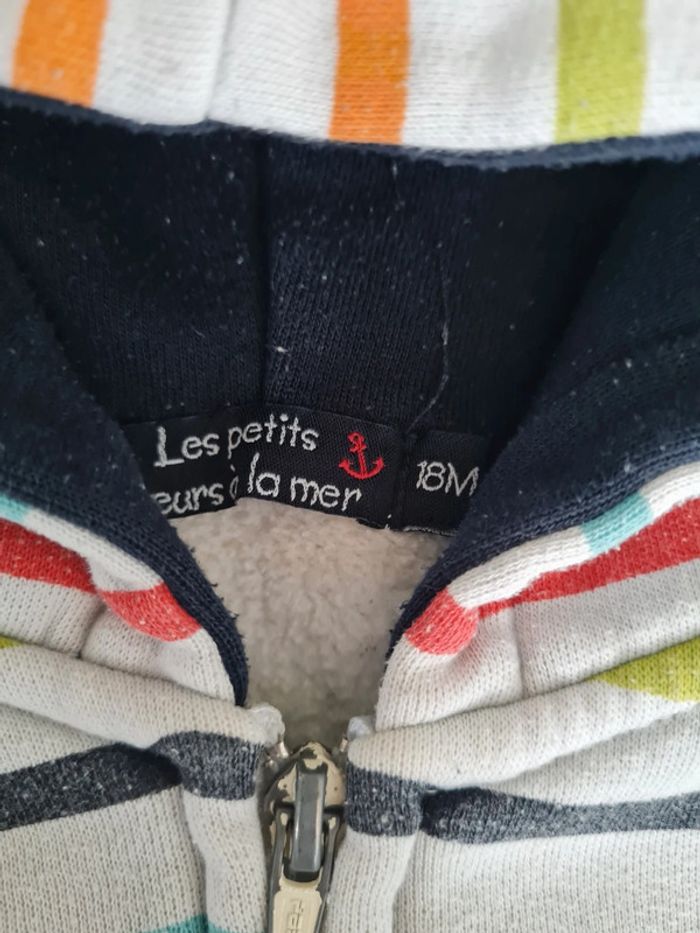 Les petits
à la mer
18M